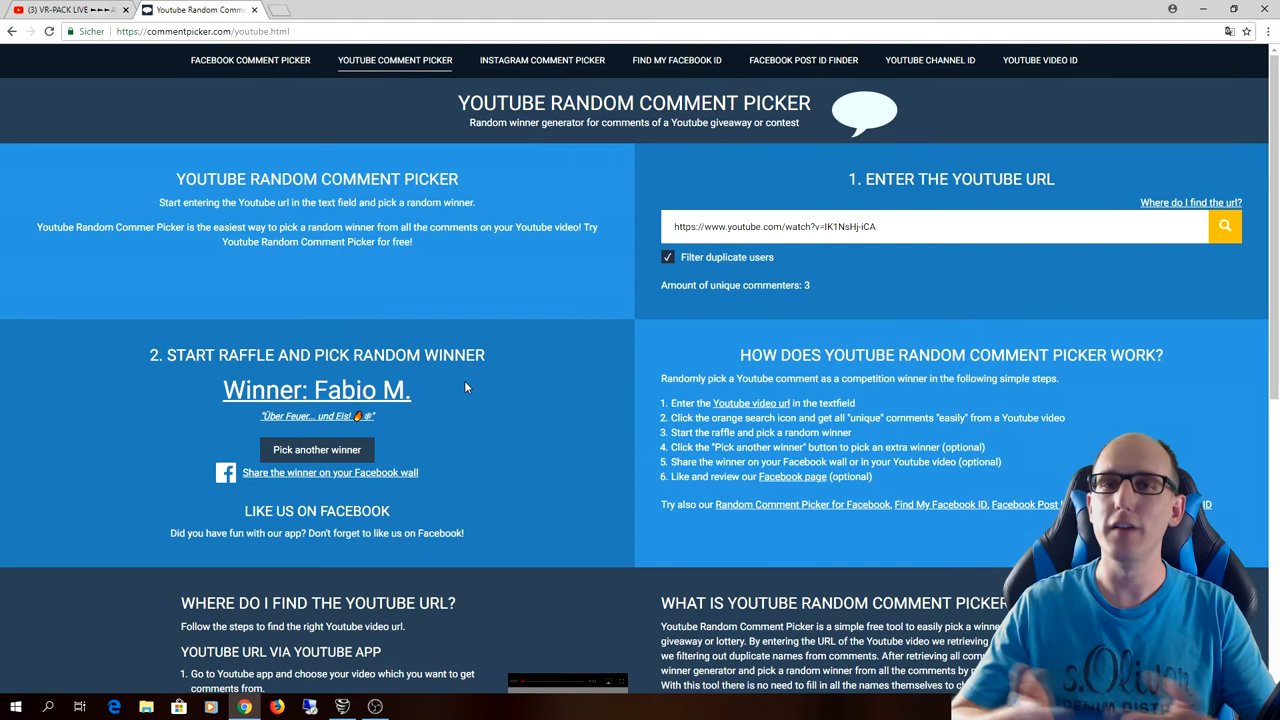 (3) VR-PACK LIVE ►►►A
Youtube Random Comm
Sicher
https://commentpicker.com/youtube.html
FACEBOOK COMMENT PICKER
YOUTUBE COMMENT PICKER
INSTAGRAM COMMENT PICKER
FIND MY FACEBOOK ID
FACEBOOK POST ID FINDER
YOUTUBE CHANNEL ID
YOUTUBE VIDEO ID
YOUTUBE RANDOM COMMENT PICKER
Random winner generator for comments of a Youtube giveaway or contest
YOUTUBE RANDOM COMMENT PICKER
Start entering the Youtube url in the text field and pick a random winner.
Youtube Random Commer Picker is the easiest way to pick a random winner from all the comments on your Youtube video! Try
Youtube Random Comment Picker for free!
1. ENTER THE YOUTUBE URL
Where do I find the url?
https://www.youtube.com/watch?v=IK1NsHj-iCA
Filter duplicate users
Amount of unique commenters: 3
2. START RAFFLE AND PICK RANDOM WINNER
Winner: Fabio M.
"Über Feuer... und Eis!🔥❄"
Pick another winner
Share the winner on your Facebook wall
LIKE US ON FACEBOOK
Did you have fun with our app? Don't forget to like us on Facebook!
HOW DOES YOUTUBE RANDOM COMMENT PICKER WORK?
Randomly pick a Youtube comment as a competition winner in the following simple steps.
1. Enter the Youtube video url in the textfield
2. Click the orange search icon and get all "unique" comments "easily" from a Youtube video
3. Start the raffle and pick a random winner
4. Click the "Pick another winner" button to pick an extra winner (optional)
5. Share the winner on your Facebook wall or in your Youtube video (optional)
6. Like and review our Facebook page (optional)
Try also our Random Comment Picker for Facebook, Find My Facebook ID, Facebook Post I ID
WHERE DO I FIND THE YOUTUBE URL?
Follow the steps to find the right Youtube video url.
YOUTUBE URL VIA YOUTUBE APP
1. Go to Youtube app and choose your video which you want to get
comments from.
WHAT IS YOUTUBE RANDOM COMMENT PICKER
Youtube Random Comment Picker is a simple free tool to easily pick a winne
giveaway or lottery. By entering the URL of the Youtube video we retrieving
we filtering out duplicate names from comments. After retrieving all com
winner generator and pick a random winner from all the comments by
With this tool there is no need to fill in all the names themselves to
s.Oliver
DENIM DIST